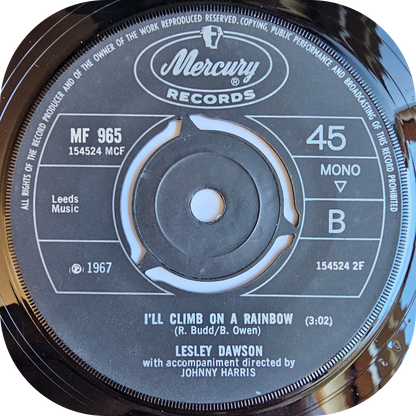 ALL RIGHTS OF THE RECORD PRODUCER AND OF THE OWNER OF THE WORK REPRODUCED RESERVED. COPYING, PUBLIC PERFORMANCE AND BROADCASTING OF THIS RECORD PROHIBITED
Mercury
®
RECORDS
MF 965
154524 MCF
45
MONO
Leeds
Music
B
℗ 1967
154524 2F
I'LL CLIMB ON A RAINBOW (3:02)
(R. Budd/B. Owen)
LESLEY DAWSON
with accompaniment directed by
JOHNNY HARRIS